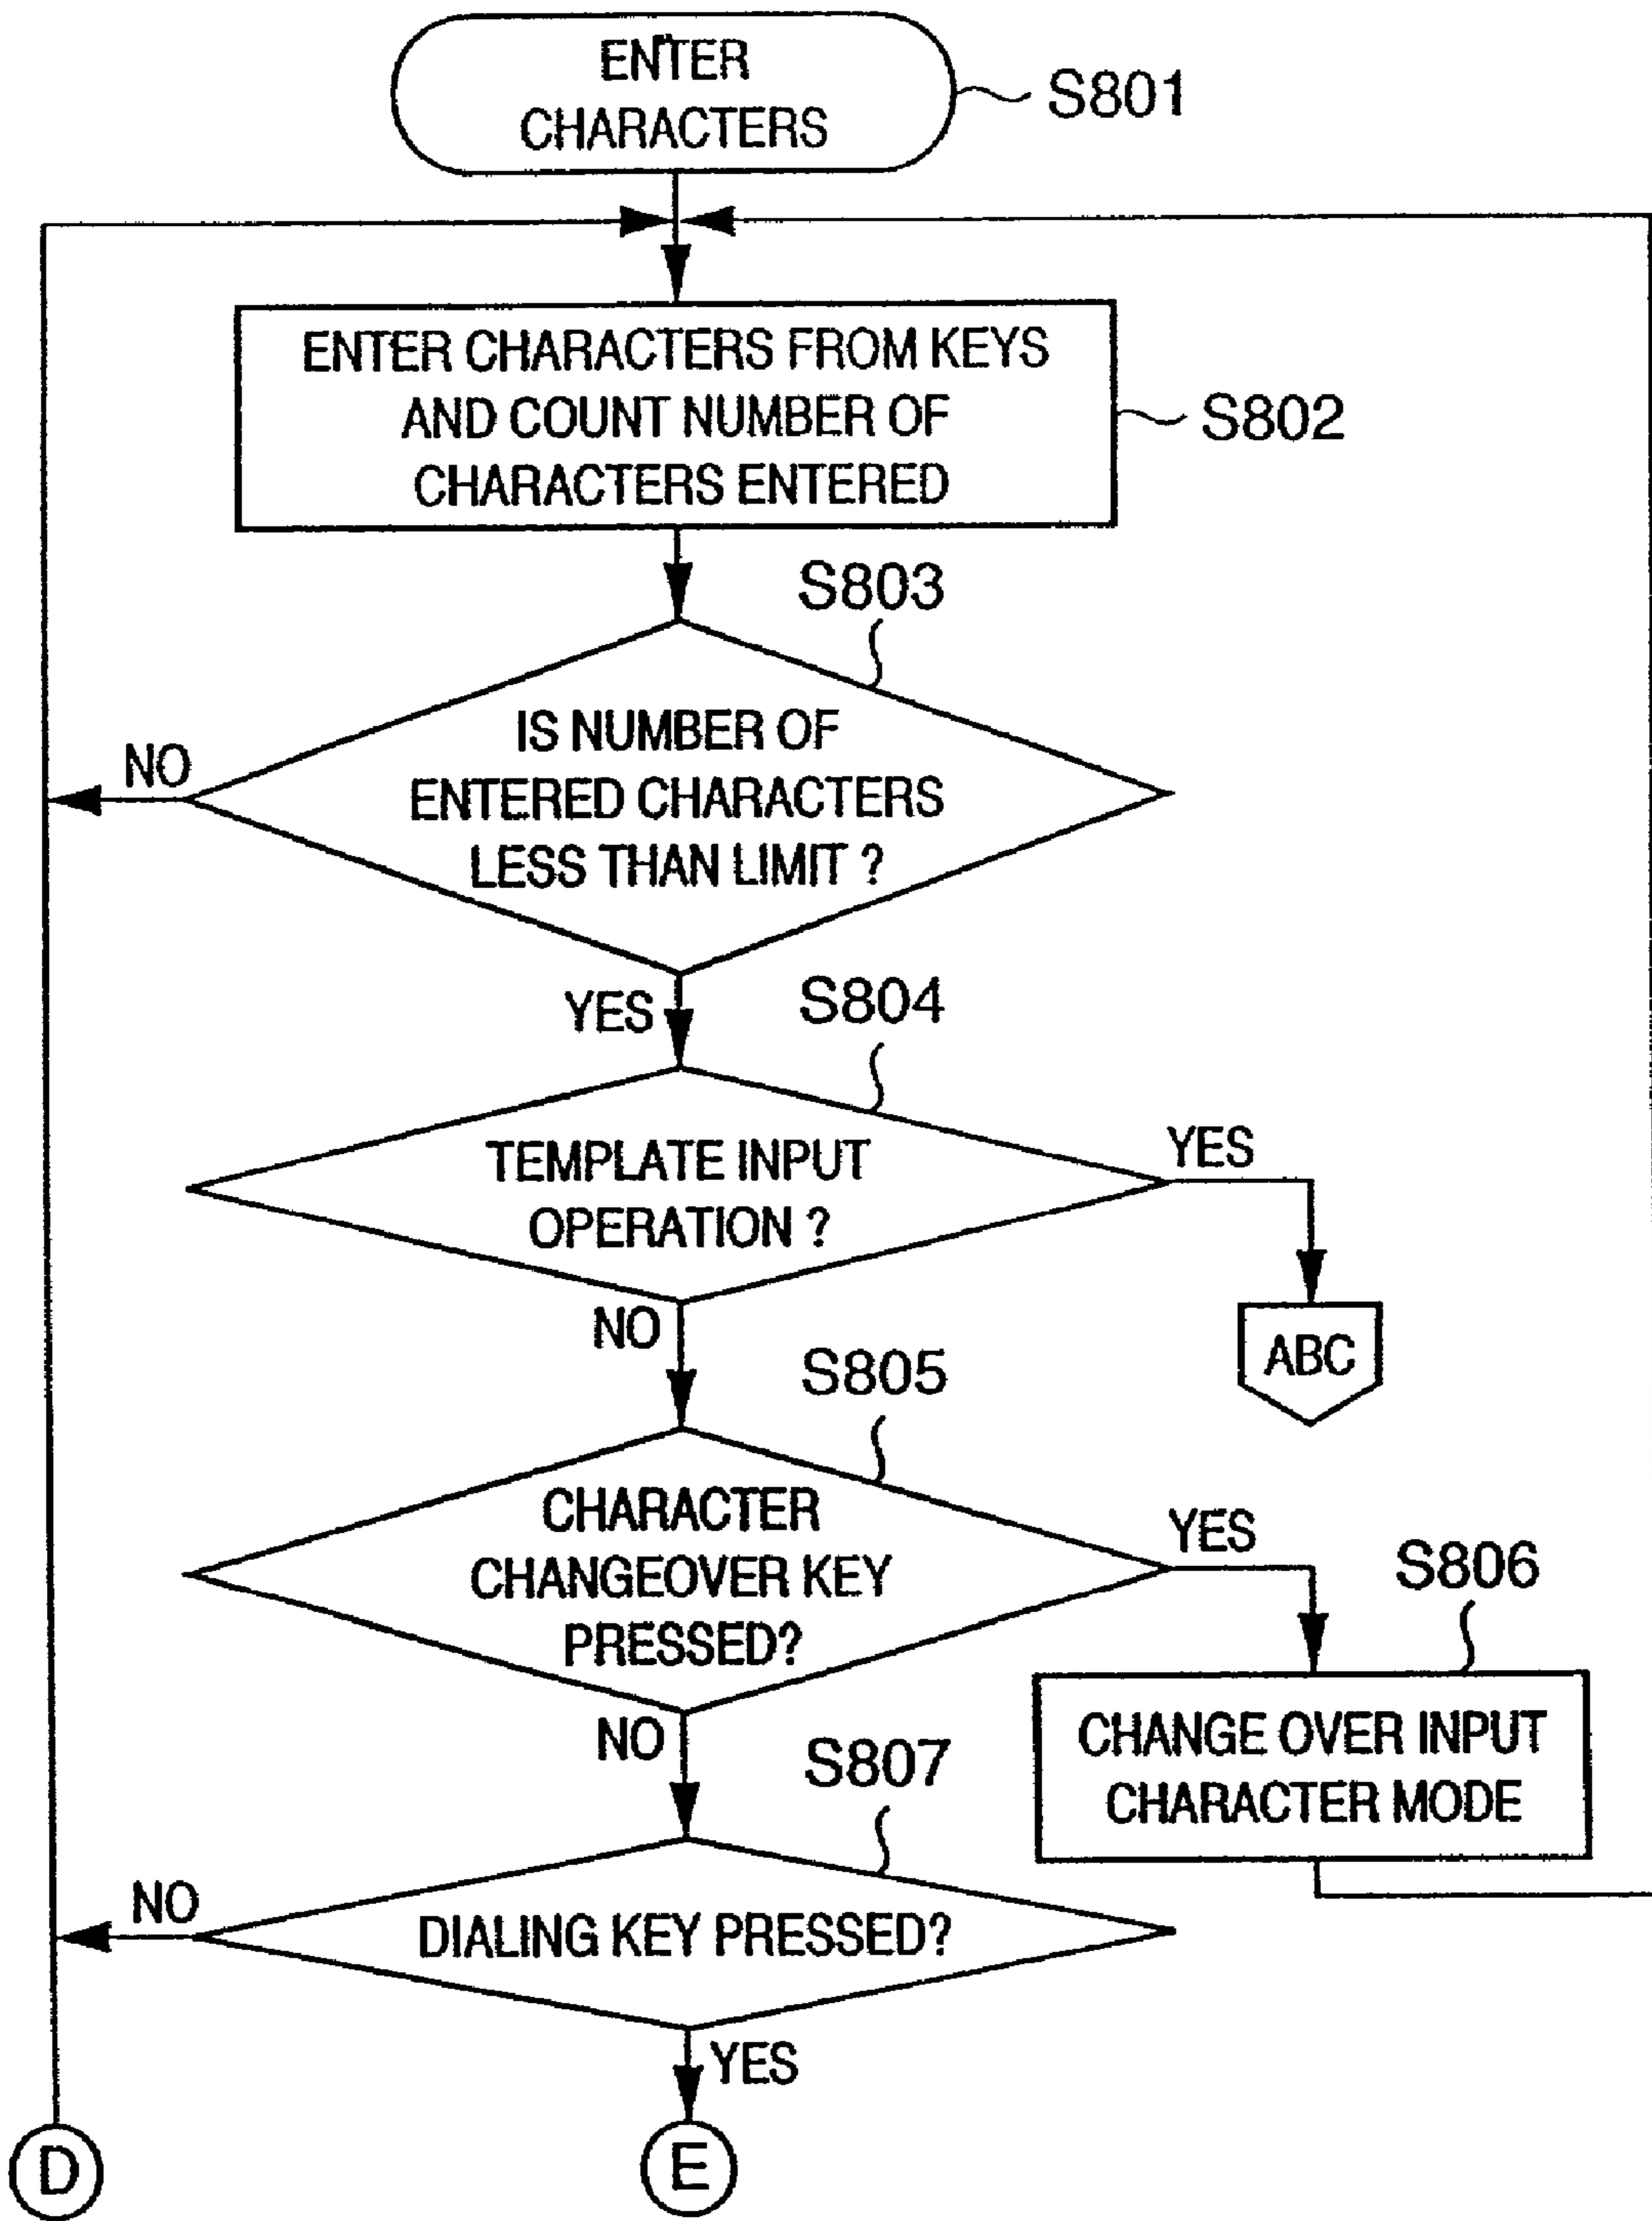 ENTER
CHARACTERS
S801
ENTER CHARACTERS FROM KEYS
AND COUNT NUMBER OF
CHARACTERS ENTERED
S802
S803
IS NUMBER OF
ENTERED CHARACTERS
LESS THAN LIMIT ?
NO
YES
S804
TEMPLATE INPUT
OPERATION ?
YES
NO
ABC
S805
CHARACTER
CHANGEOVER KEY
PRESSED?
YES
S806
CHANGE OVER INPUT
CHARACTER MODE
NO
S807
DIALING KEY PRESSED?
NO
YES
D
E